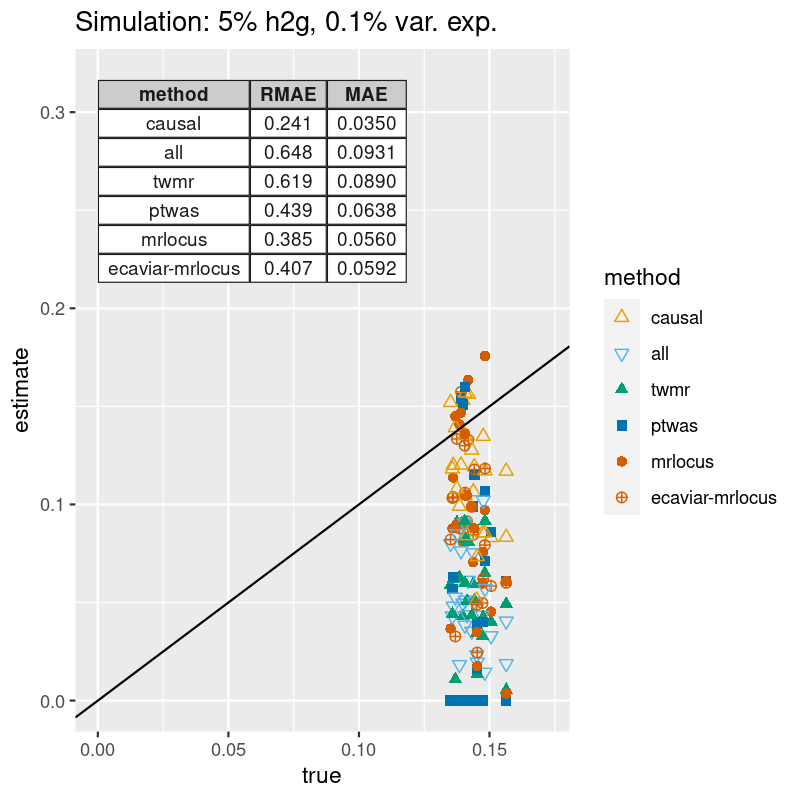 Simulation: 5% h2g, 0.1% var. exp.
method RMAE MAE
causal 0.241 0.0350
all 0.648 0.0931
twmr 0.619 0.0890
ptwas 0.439 0.0638
mrlocus 0.385 0.0560
ecaviar-mrlocus 0.407 0.0592
estimate
0.3
0.2
0.1
0.0
0.00 0.05 0.10 0.15
true
method
causal
all
twmr
ptwas
mrlocus
ecaviar-mrlocus